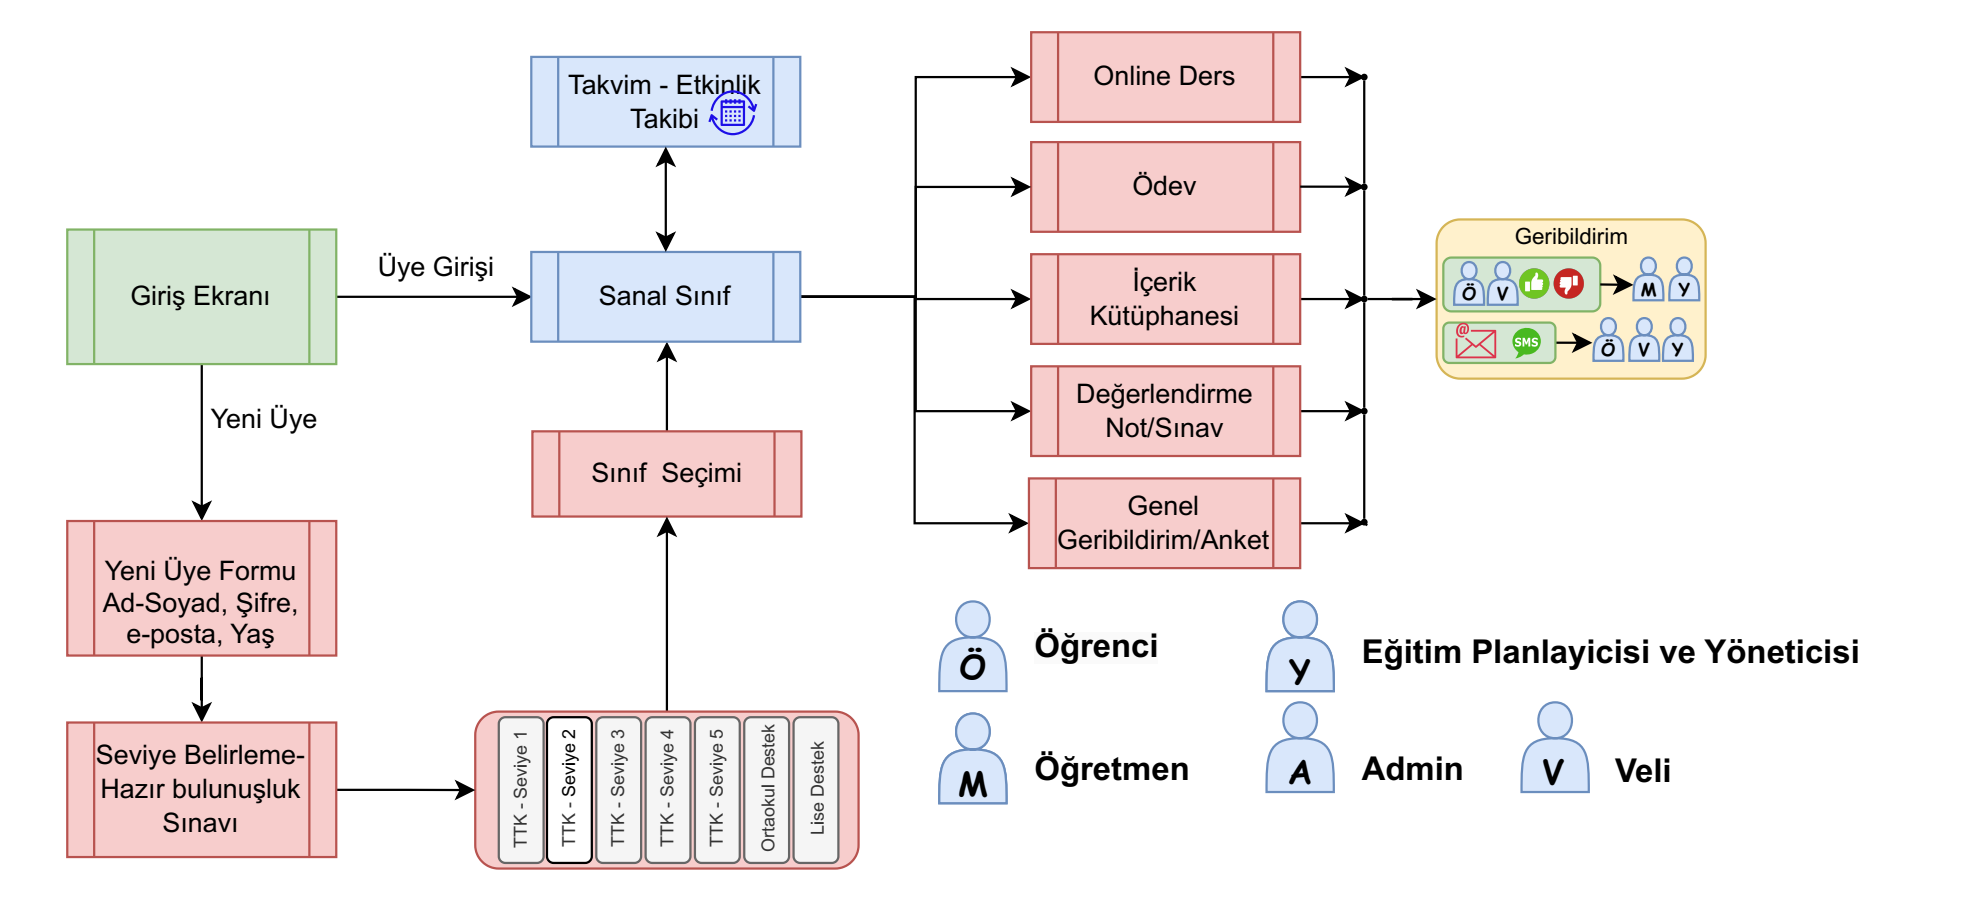 Takvim - Etkinlik
Takibi
Online Ders
Ödev
Giriş Ekranı
Üye Girişi
Sanal Sınıf
İçerik
Kütüphanesi
Geribildirim
Ö V M Y
@ SMS Ö V Y
Yeni Üye
Sınıf Seçimi
Değerlendirme
Not/Sınav
Genel
Geribildirim/Anket
Yeni Üye Formu
Ad-Soyad, Şifre,
e-posta, Yaş
Seviye Belirleme-
Hazır bulunuşluk
Sınavı
TTK - Seviye 1
TTK - Seviye 2
TTK - Seviye 3
TTK - Seviye 4
TTK - Seviye 5
Ortaokul Destek
Lise Destek
Ö Öğrenci
Y Eğitim Planlayicisi ve Yöneticisi
M Öğretmen
A Admin
V Veli